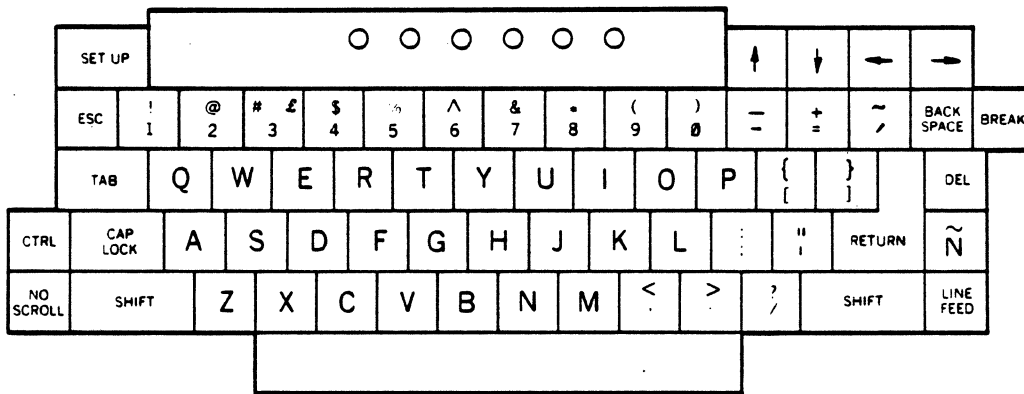 SET UP ↑ ↓ ← →
ESC ! 1 @ 2 # £ 3 $ 4 % 5 ^ 6 & 7 * 8 ( 9 ) 0 — - + = ~ ′ BACK SPACE BREAK
TAB Q W E R T Y U I O P { [ } ] DEL
CTRL CAP LOCK A S D F G H J K L : ; " ' RETURN Ñ
NO SCROLL SHIFT Z X C V B N M < > . ? / SHIFT LINE FEED